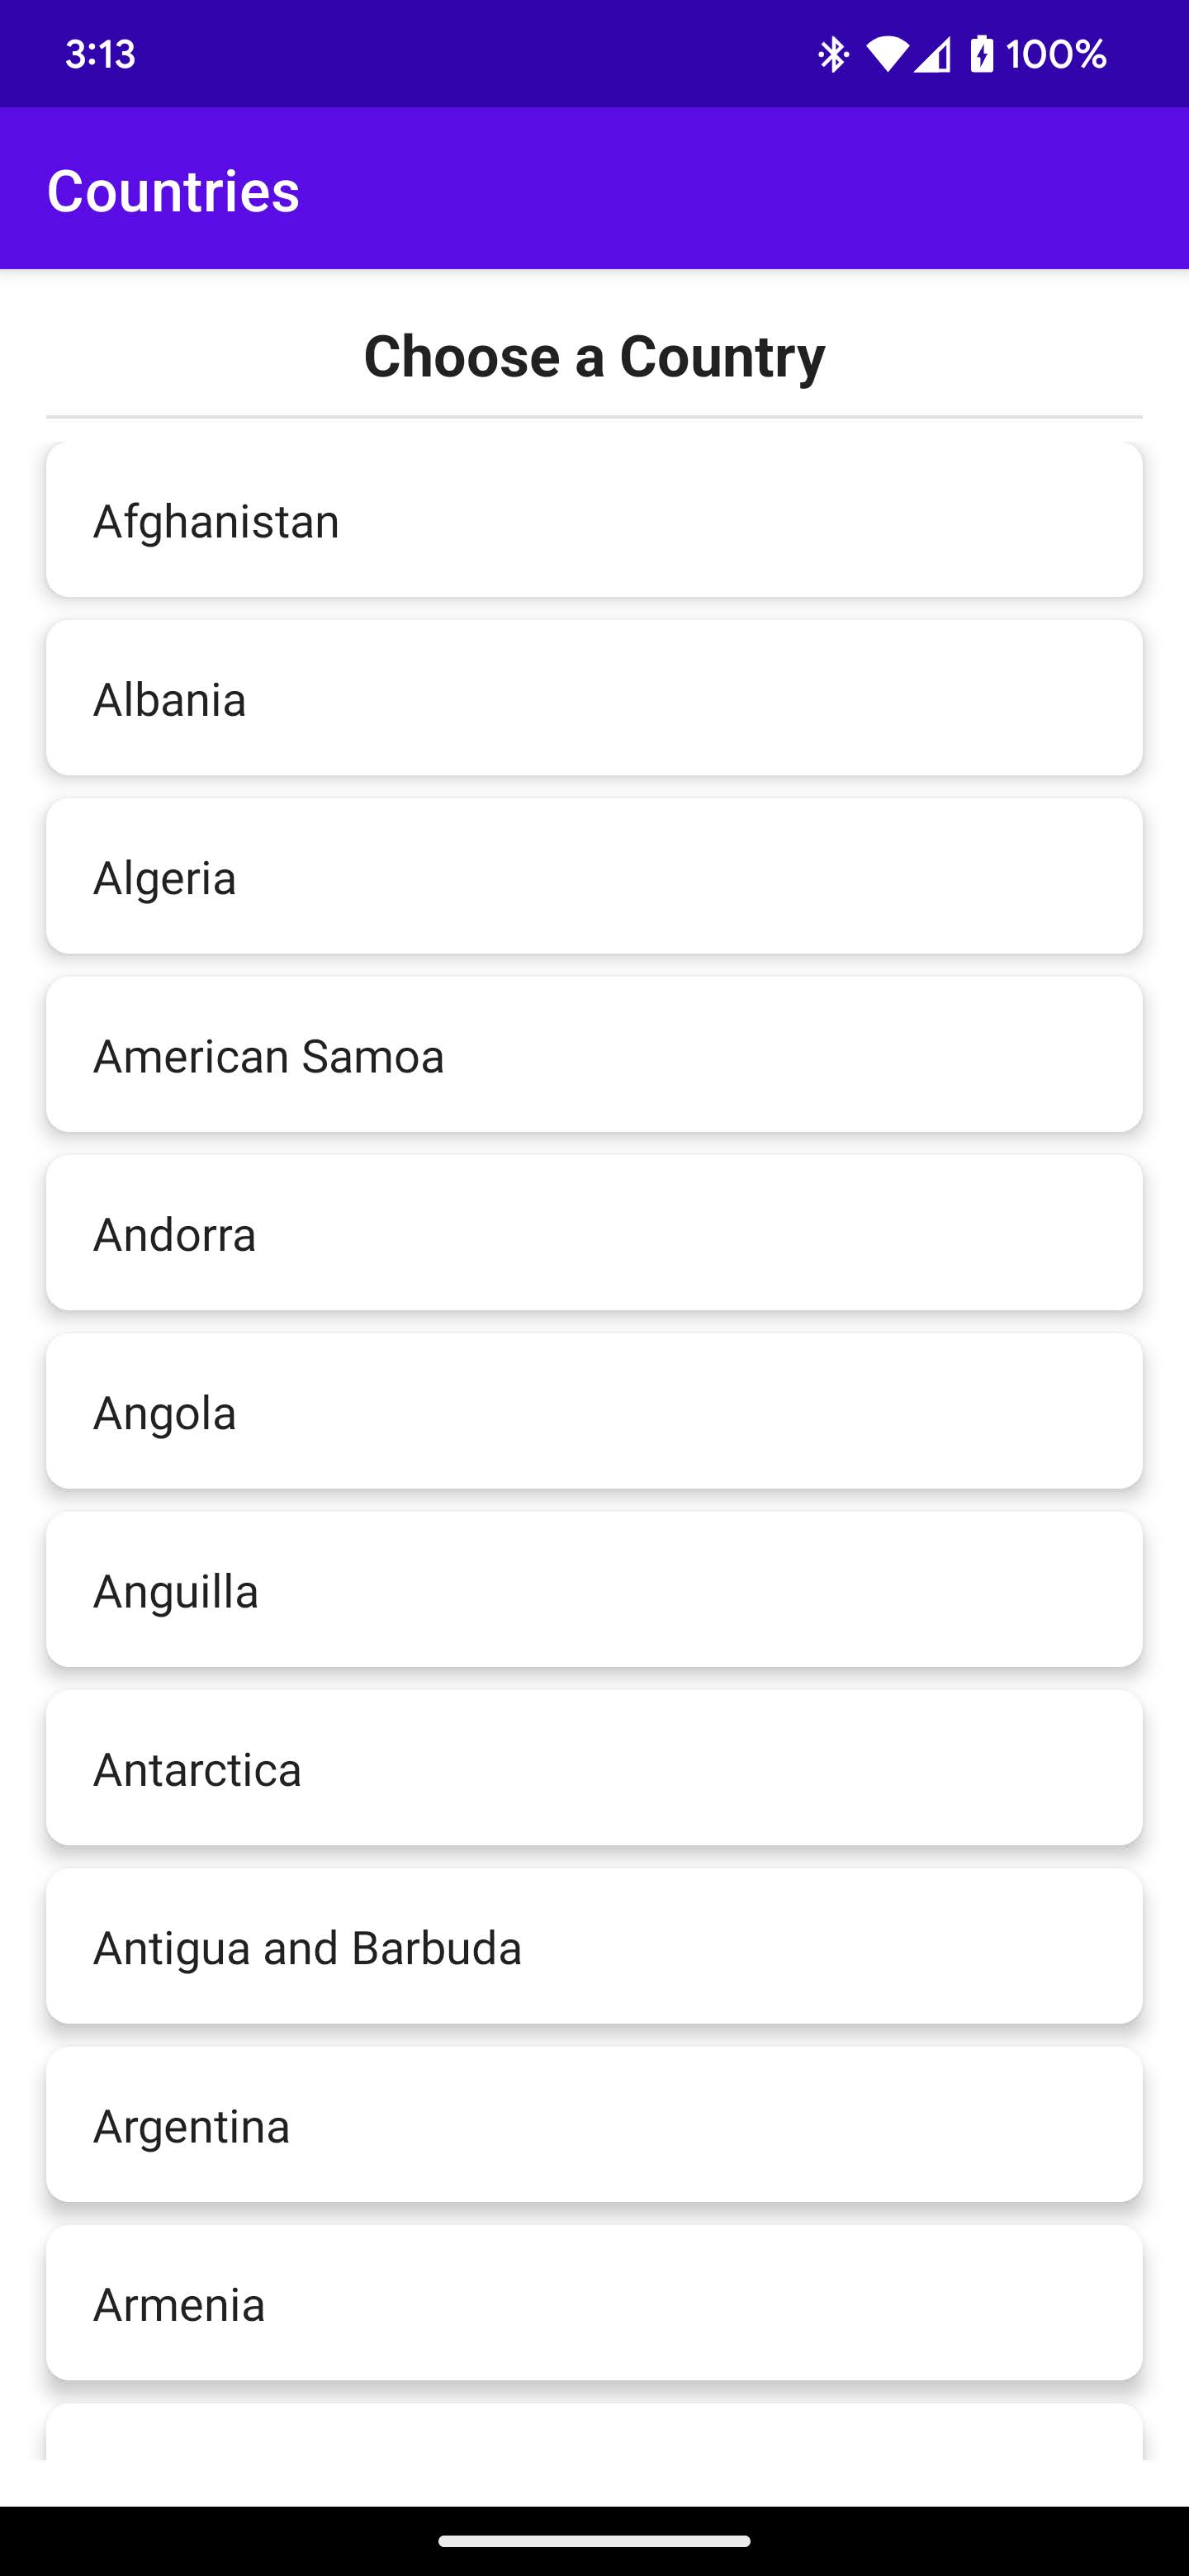 3:13 100%
Countries
Choose a Country
Afghanistan
Albania
Algeria
American Samoa
Andorra
Angola
Anguilla
Antarctica
Antigua and Barbuda
Argentina
Armenia